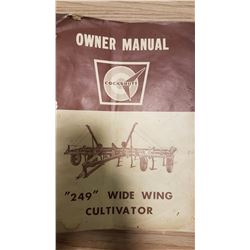 OWNER MANUAL
COCKSHUTT
"249" WIDE WING
CULTIVATOR